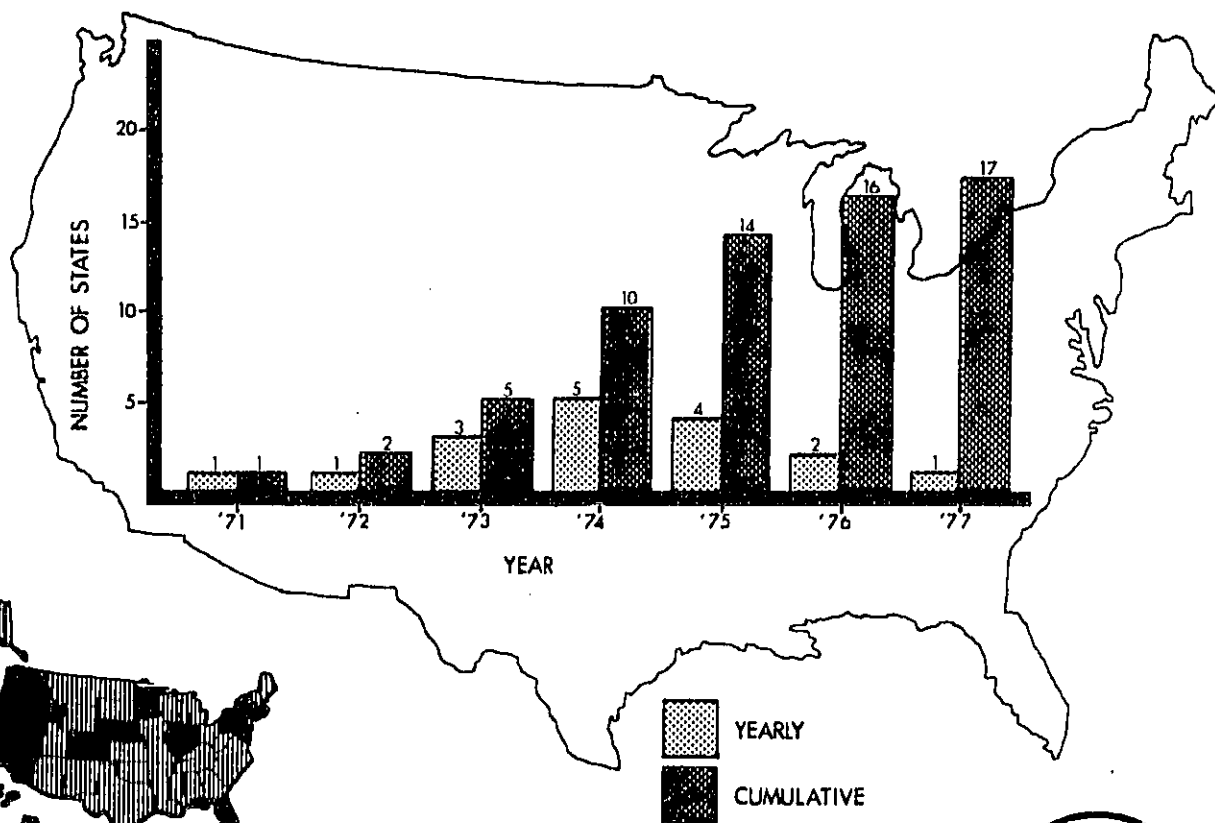 NUMBER OF STATES
20
15
10
5
1 1 1 2 3 5 5 10 4 14 2 16 1 17
'71 '72 '73 '74 '75 '76 '77
YEAR
YEARLY
CUMULATIVE